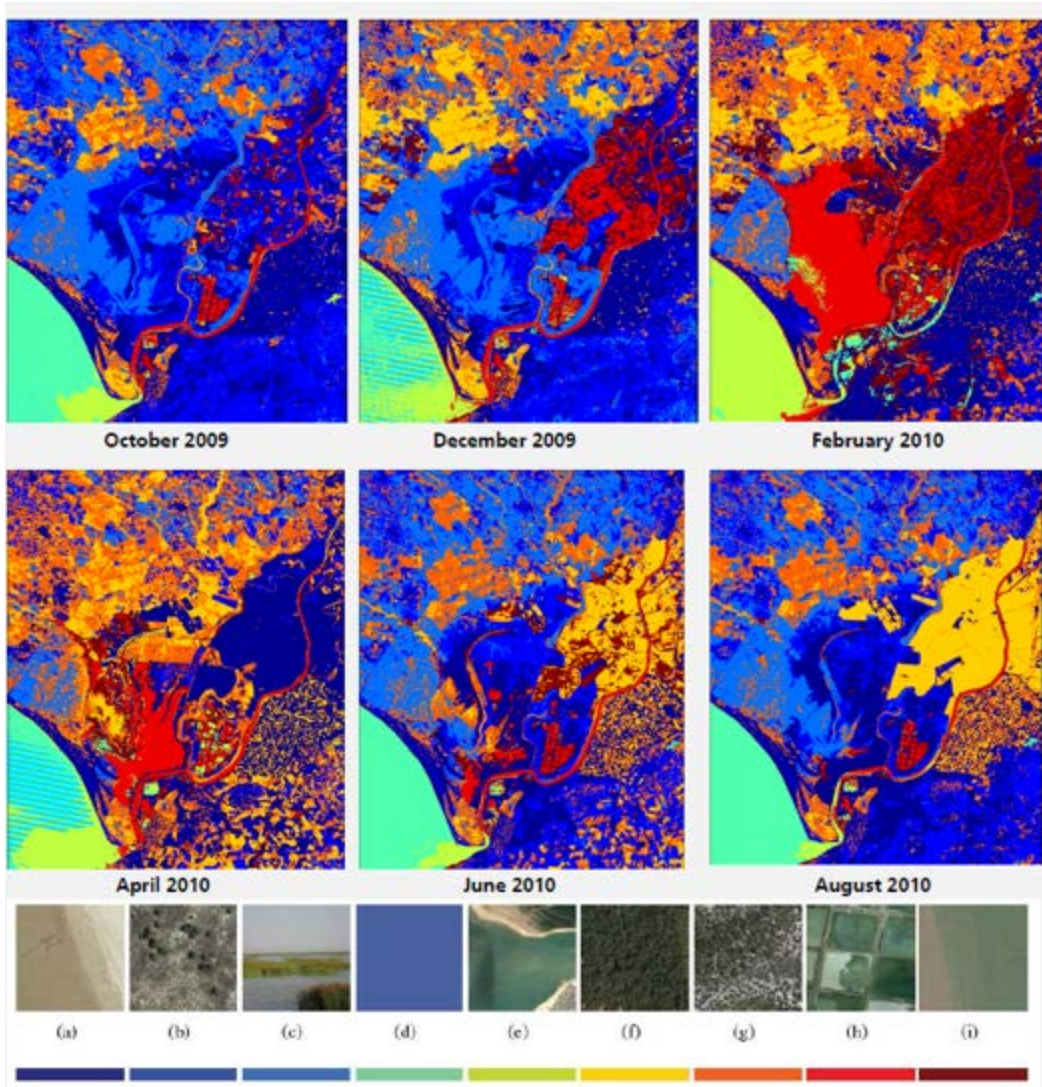 October 2009
December 2009
February 2010
April 2010
June 2010
August 2010
(a)
(b)
(c)
(d)
(e)
(f)
(g)
(h)
(i)